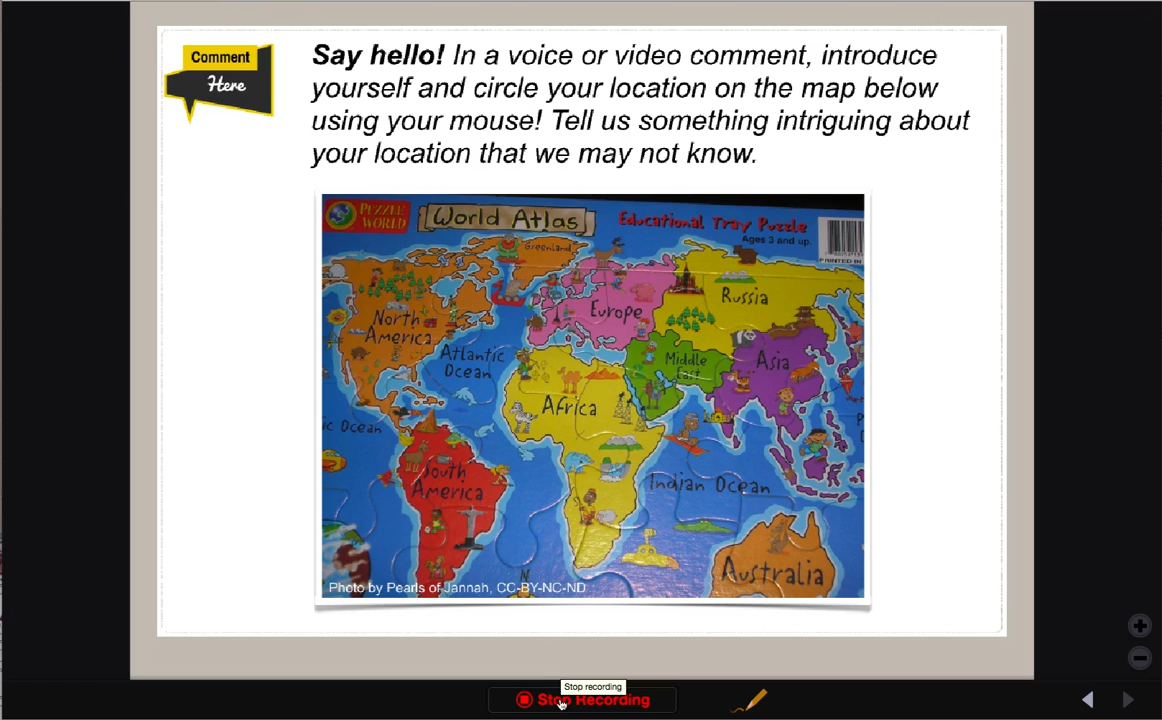 Comment
Here
Say hello! In a voice or video comment, introduce
yourself and circle your location on the map below
using your mouse! Tell us something intriguing about
your location that we may not know.
PUZZLE
WORLD
World Atlas
Educational Tray Puzzle
Ages 3 and up.
PRINTED IN
Greenland
Russia
Europe
North
America
Atlantic
Ocean
Middle
East
Asia
Africa
ic Ocean
South
America
Indian Ocean
Australia
Photo by Pearls of Jannah, CC-BY-NC-ND
Stop recording
Stop Recording